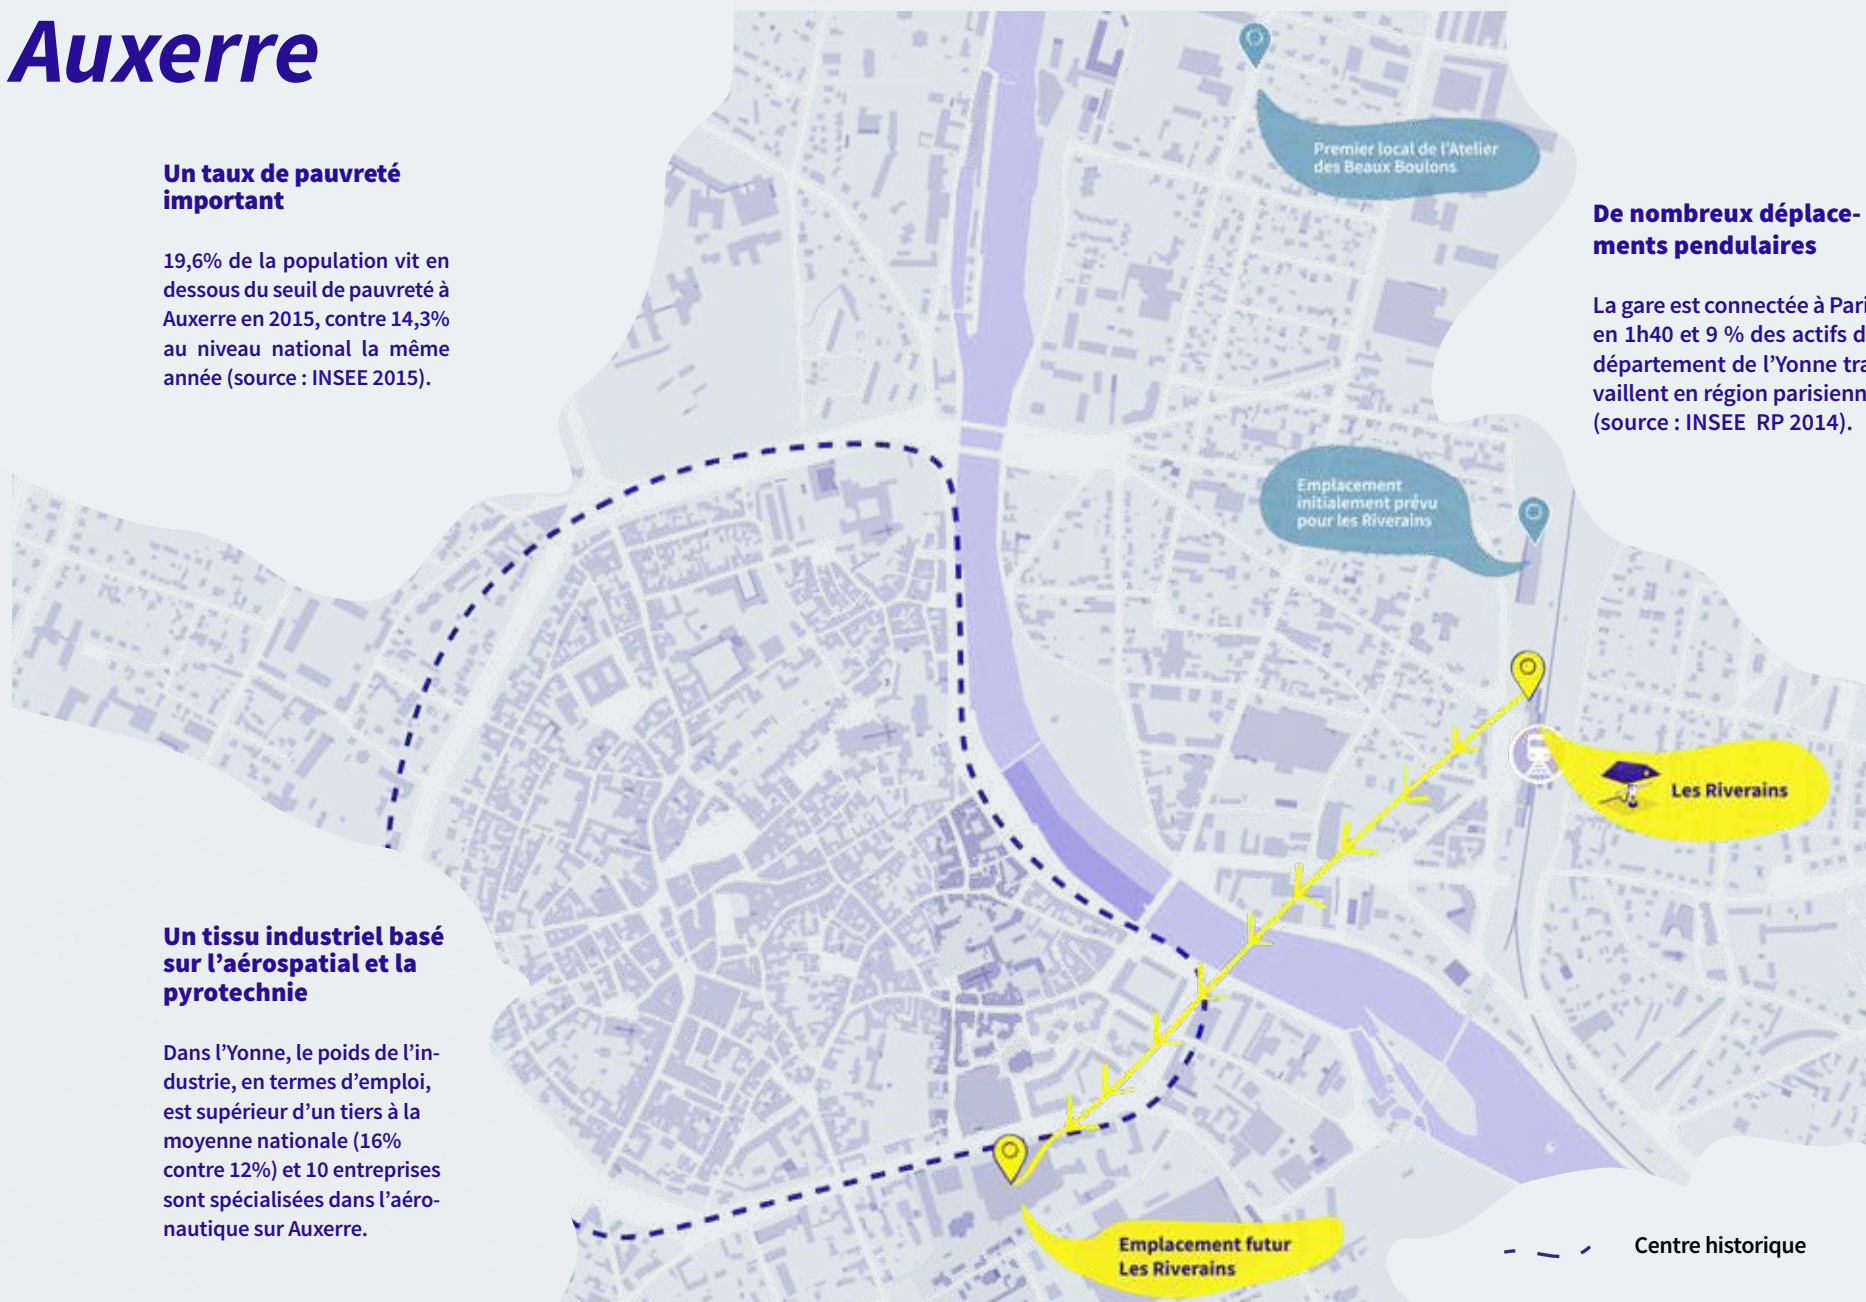 Auxerre
Un taux de pauvreté
important
19,6% de la population vit en
dessous du seuil de pauvreté à
Auxerre en 2015, contre 14,3%
au niveau national la même
année (source : INSEE 2015).
Un tissu industriel basé
sur l’aérospatial et la
pyrotechnie
Dans l’Yonne, le poids de l’in-
dustrie, en termes d’emploi,
est supérieur d’un tiers à la
moyenne nationale (16%
contre 12%) et 10 entreprises
sont spécialisées dans l’aéro-
nautique sur Auxerre.
Premier local de l’Atelier
des Beaux Boulons
Emplacement
initialement prévu
pour les Riverains
Les Riverains
Emplacement futur
Les Riverains
De nombreux déplace-
ments pendulaires
La gare est connectée à Pari
en 1h40 et 9 % des actifs d
département de l’Yonne tra
vaillent en région parisienn
(source : INSEE RP 2014).
Centre historique